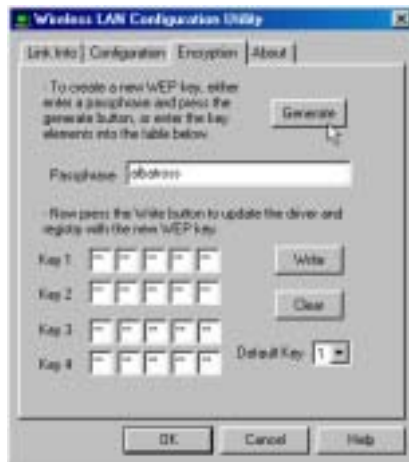 Wireless LAN Configuration Utility
Link Info Configuration Encryption About
- To create a new WEP key, either
enter a passphrase and press the
generate button, or enter the key
elements into the table below.
Generate
Passphrase albatross
- Now press the Write button to update the driver and
registry with the new WEP key.
Key 1 ** ** ** ** **
Write
Key 2 ** ** ** ** **
Clear
Key 3 ** ** ** ** **
Default Key 1
Key 4 ** ** ** ** **
OK Cancel Help